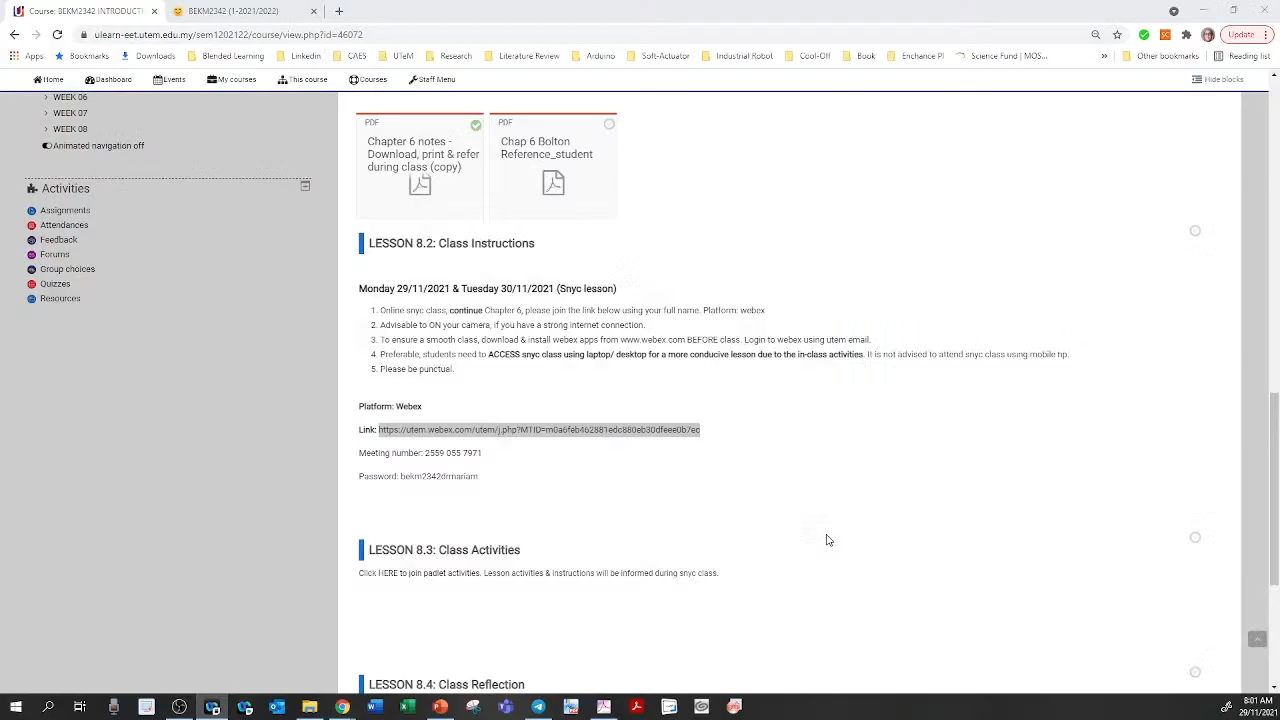 Course: BEKM2342 INTRODUCTI
BEKM2342 (1-2021/2022)
ulearn-eet.utem.edu.my/sem1202122/course/view.php?id=46072
Update
Apps
Bookmarks
Downloads
Blended Learning
Linkedin
CAES
UTeM
Research
Literature Review
Arduino
Soft-Actuator
Industrial Robot
Cool-Off
Book
Enchance PI
Science Fund | MOS...
»
Other bookmarks
Reading list
Home
Dashboard
Events
My courses
This course
Courses
Staff Menu
Hide blocks
WEEK 06
WEEK 07
WEEK 08
Animated navigation off
Activities
Assignments
Attendances
Feedback
Forums
Group choices
Quizzes
Resources
PDF
Chapter 6 notes -
Download, print & refer
during class (copy)
PDF
Chap 6 Bolton
Reference_student
LESSON 8.2: Class Instructions
Monday 29/11/2021 & Tuesday 30/11/2021 (Snyc lesson)
1. Online snyc class, continue Chapter 6, please join the link below using your full name. Platform: webex
2. Advisable to ON your camera, if you have a strong internet connection.
3. To ensure a smooth class, download & install webex apps from www.webex.com BEFORE class. Login to webex using utem email.
4. Preferable, students need to ACCESS snyc class using laptop/ desktop for a more conducive lesson due to the in-class activities. It is not advised to attend snyc class using mobile hp.
5. Please be punctual.
Platform: Webex
Link: https://utem.webex.com/utem/j.php?MTID=m0a6feb462881edc880eb30dfeee0b7ec
Meeting number: 2559 055 7971
Password: bekm2342drmariam
LESSON 8.3: Class Activities
Click HERE to join padlet activities. Lesson activities & instructions will be informed during snyc class.
LESSON 8.4: Class Reflection
8:01 AM
29/11/2021